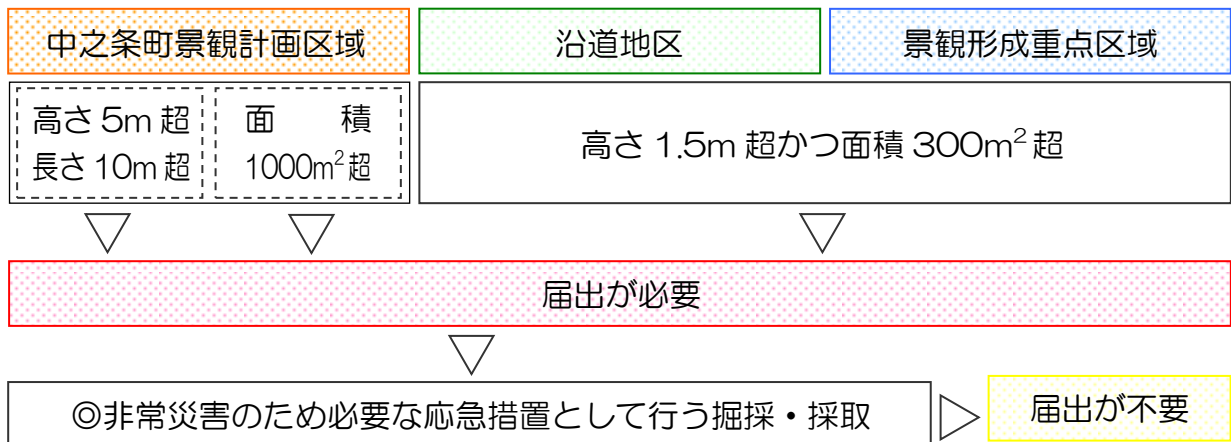 中之条町景観計画区域
沿道地区
景観形成重点区域
高さ5m超
長さ10m超
面　積
1000m²超
高さ1.5m超かつ面積300m²超
届出が必要
◎非常災害のため必要な応急措置として行う掘採・採取
届出が不要